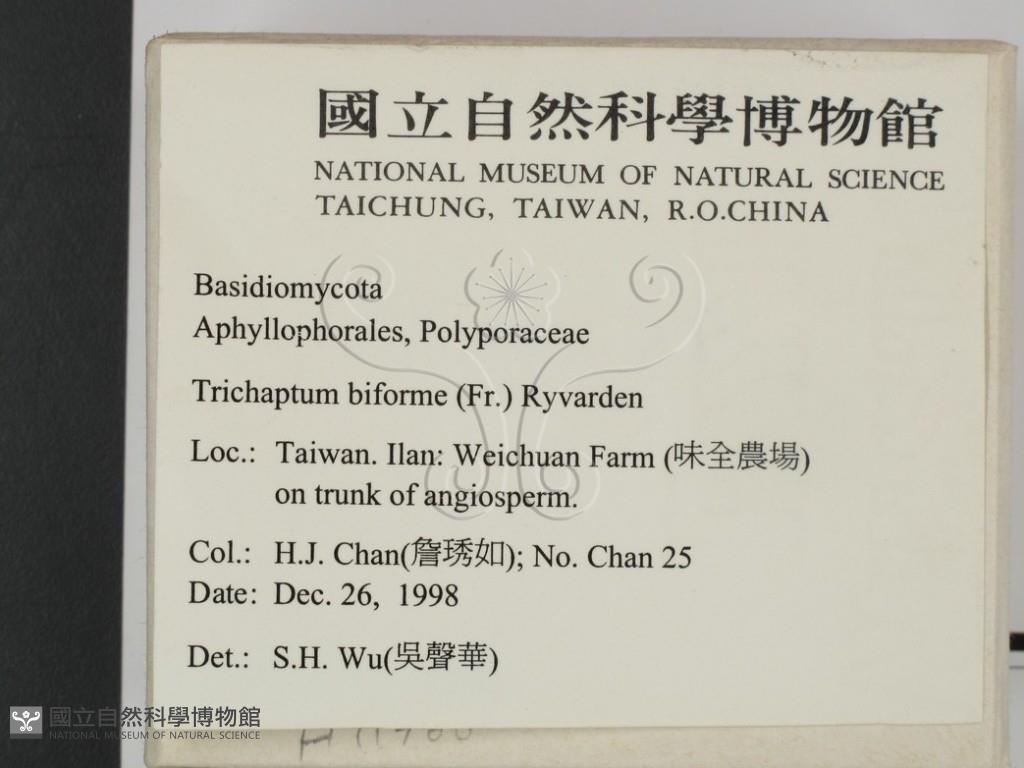 國立自然科學博物館
NATIONAL MUSEUM OF NATURAL SCIENCE
TAICHUNG, TAIWAN, R.O.CHINA
Basidiomycota
Aphyllophorales, Polyporaceae
Trichaptum biforme (Fr.) Ryvarden
Loc.: Taiwan. Ilan: Weichuan Farm (味全農場)
on trunk of angiosperm.
Col.: H.J. Chan(詹琇如); No. Chan 25
Date: Dec. 26, 1998
Det.: S.H. Wu(吳聲華)
國立自然科學博物館
NATIONAL MUSEUM OF NATURAL SCIENCE